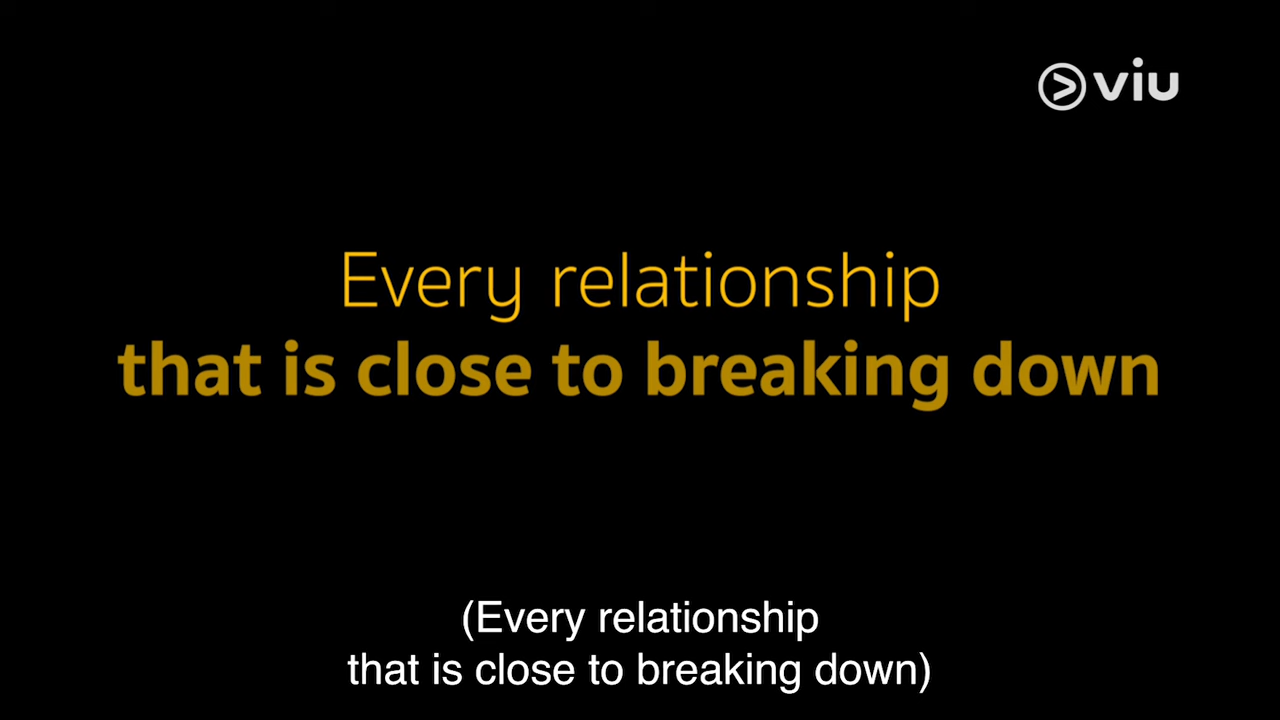 viu
Every relationship
that is close to breaking down
(Every relationship
that is close to breaking down)